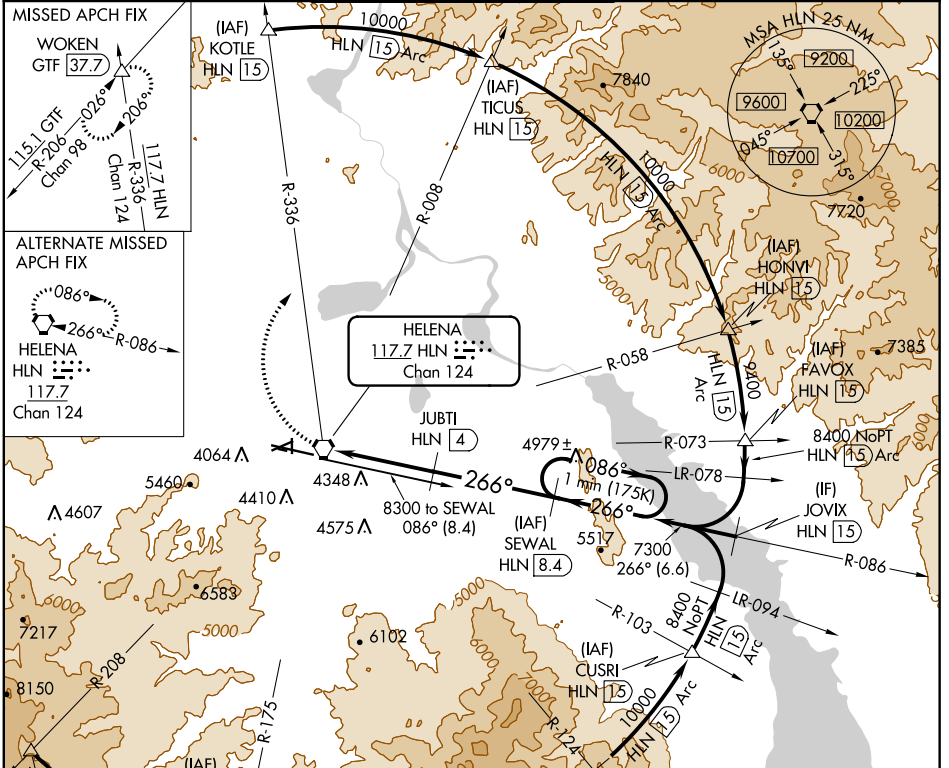 MISSED APCH FIX
WOKEN
GTF 37.7
026°
206°
115.1 GTF
R-206
Chan 98
117.7 HLN
R-336
Chan 124
ALTERNATE MISSED
APCH FIX
086°
266°
R-086
HELENA
HLN
117.7
Chan 124
(IAF)
KOTLE
HLN 15
10000
HLN 15 Arc
(IAF)
TICUS
HLN 15
7840
MSA HLN 25 NM
135°
9200
225°
9600
10200
045°
10700
315°
7720
R-336
R-008
10000
HLN 15 Arc
6000
5000
(IAF)
HONVI
HLN 15
HELENA
117.7 HLN
Chan 124
R-058
9400
HLN 15
Arc
(IAF)
FAVOX
HLN 15
7385
JUBTI
HLN 4
4979±
R-073
8400 NoPT
HLN 15 Arc
4064
5460
4410
4348
266°
086°
1 min (175K)
LR-078
4607
4575
8300 to SEWAL
086° (8.4)
266°
(IAF)
SEWAL
HLN 8.4
5517
7300
266° (6.6)
(IF)
JOVIX
HLN 15
R-086
6583
5000
7217
6102
5000
6000
R-103
8400
NoPT
HLN
15
Arc
LR-094
(IAF)
CUSRI
HLN 15
8150
R-208
R-175
R-124
10000
HLN 15 Arc
(IAF)